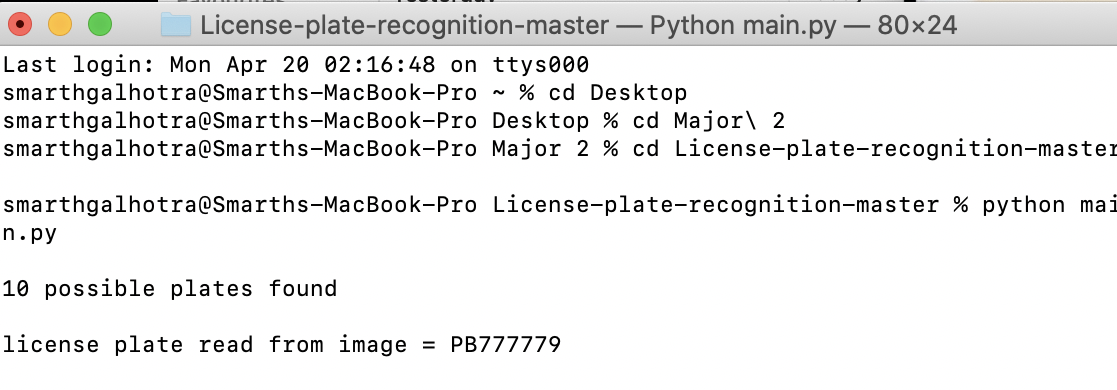 License-plate-recognition-master — Python main.py — 80×24
Last login: Mon Apr 20 02:16:48 on ttys000
smarthgalhotra@Smarths-MacBook-Pro ~ % cd Desktop
smarthgalhotra@Smarths-MacBook-Pro Desktop % cd Major\ 2
smarthgalhotra@Smarths-MacBook-Pro Major 2 % cd License-plate-recognition-master
smarthgalhotra@Smarths-MacBook-Pro License-plate-recognition-master % python mai
n.py
10 possible plates found
license plate read from image = PB777779